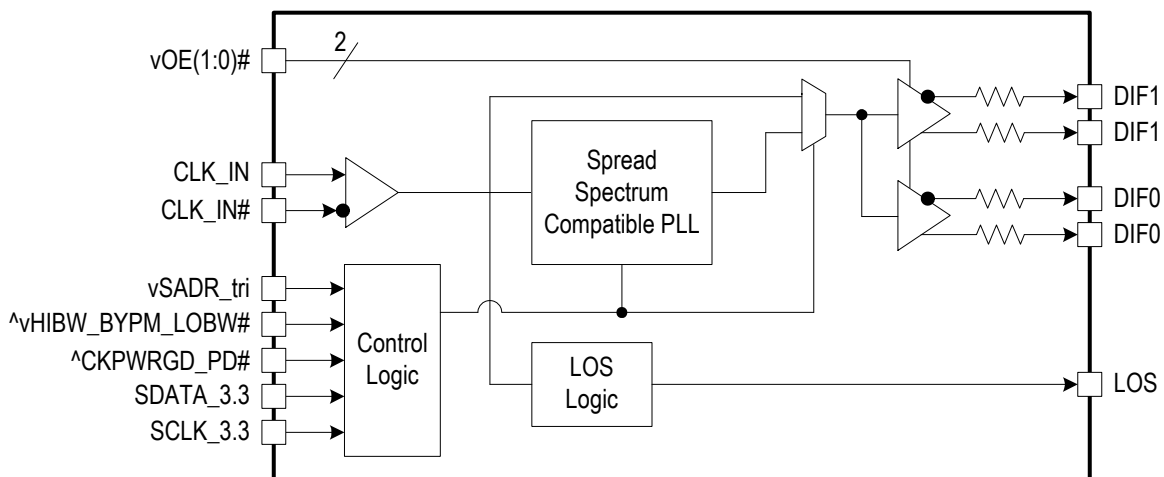 2
vOE(1:0)#
DIF1
DIF1
CLK_IN
CLK_IN#
Spread
Spectrum
Compatible PLL
DIF0
DIF0
vSADR_tri
^vHIBW_BYPM_LOBW#
^CKPWRGD_PD#
SDATA_3.3
SCLK_3.3
Control
Logic
LOS
Logic
LOS